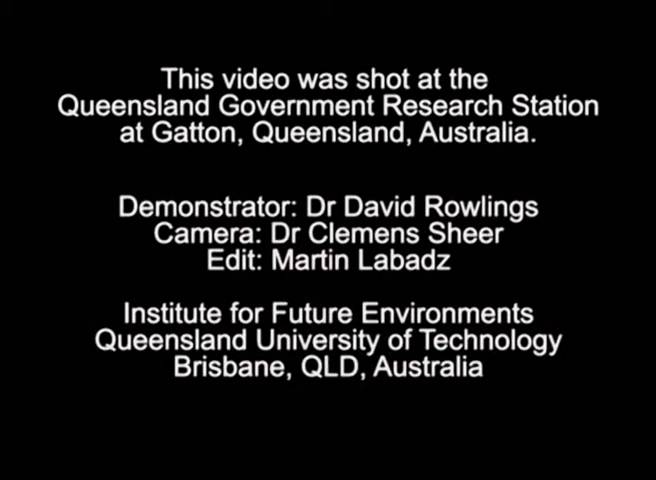 This video was shot at the
Queensland Government Research Station
at Gatton, Queensland, Australia.
Demonstrator: Dr David Rowlings
Camera: Dr Clemens Sheer
Edit: Martin Labadz
Institute for Future Environments
Queensland University of Technology
Brisbane, QLD, Australia